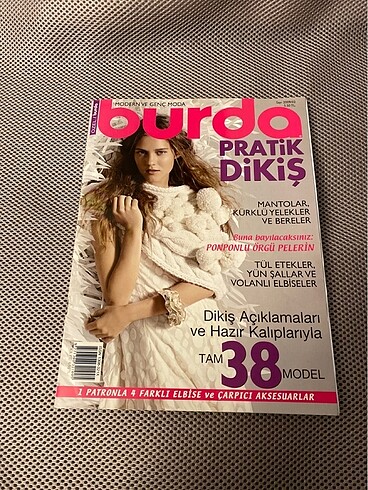 MODERN VE GENÇ MODA
burda
PRATİK
DİKİŞ
MANTOLAR,
KÜRKLÜ YELEKLER
VE BERELER
Buna bayılacaksınız:
PONPONLU ÖRGÜ PELERİN
TÜL ETEKLER,
YÜN ŞALLAR VE
VOLANLI ELBİSELER
Dikiş Açıklamaları
ve Hazır Kalıplarıyla
TAM 38 MODEL
1 PATRONLA 4 FARKLI ELBİSE ve ÇARPICI AKSESUARLAR